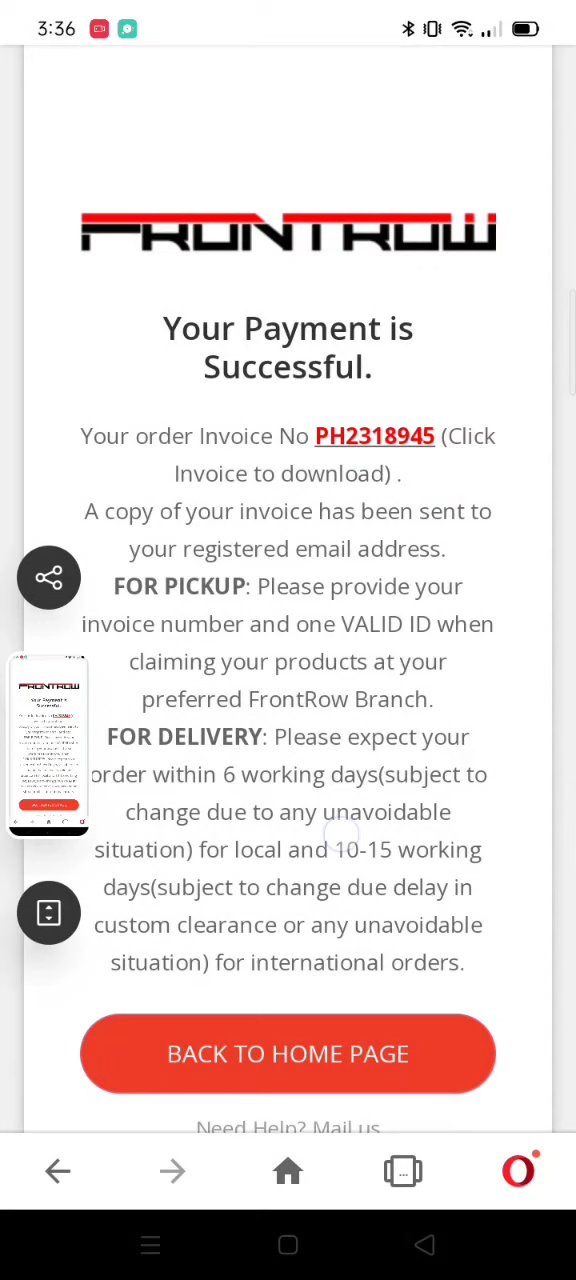 3:36
FRONTROW
Your Payment is
Successful.
Your order Invoice No PH2318945 (Click
Invoice to download) .
A copy of your invoice has been sent to
your registered email address.
FOR PICKUP: Please provide your
invoice number and one VALID ID when
claiming your products at your
preferred FrontRow Branch.
FOR DELIVERY: Please expect your
order within 6 working days(subject to
change due to any unavoidable
situation) for local and 10-15 working
days(subject to change due delay in
custom clearance or any unavoidable
situation) for international orders.
BACK TO HOME PAGE
Need Help? Mail us